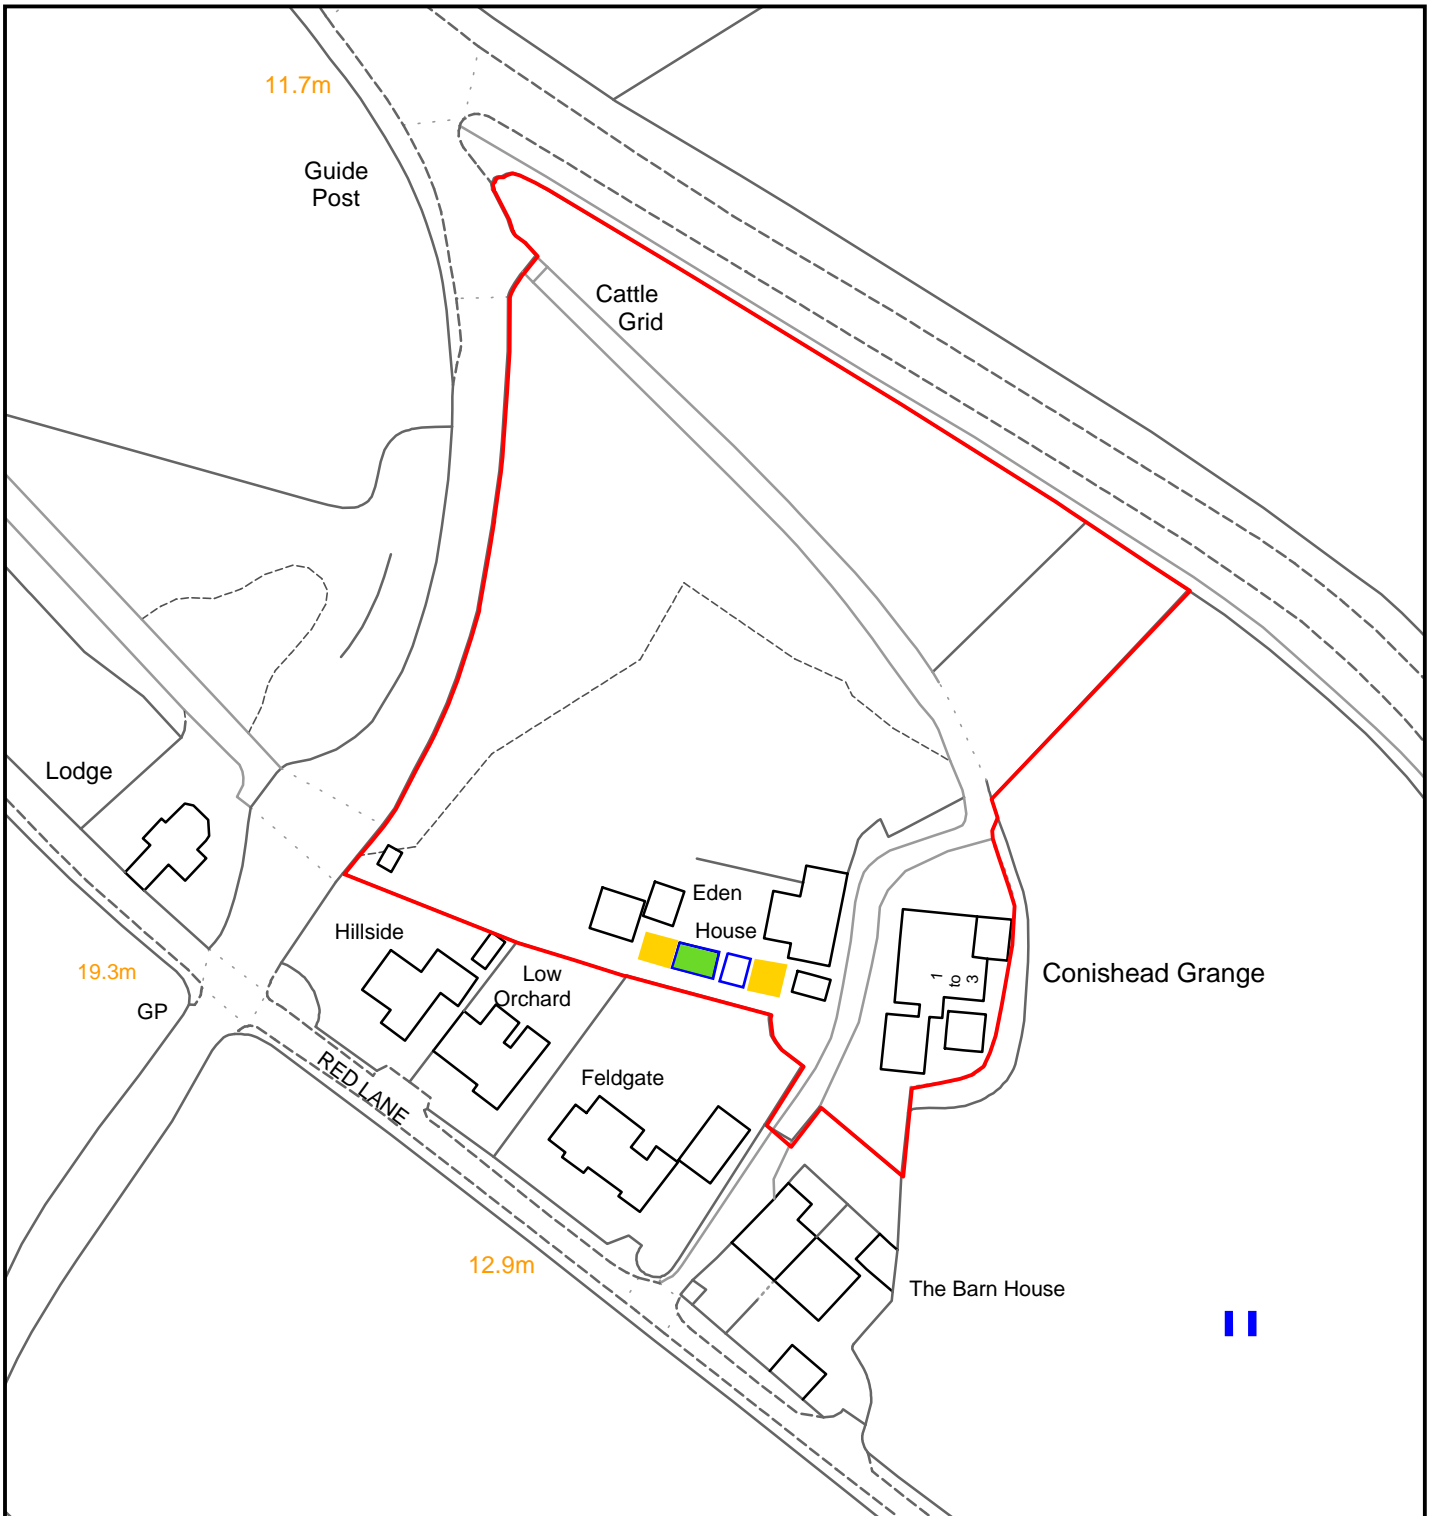 11.7m
Guide
Post
Cattle
Grid
Lodge
Eden
House
Hillside
Low
Orchard
19.3m
GP
1
to
3
Conishead Grange
RED LANE
Feldgate
12.9m
The Barn House